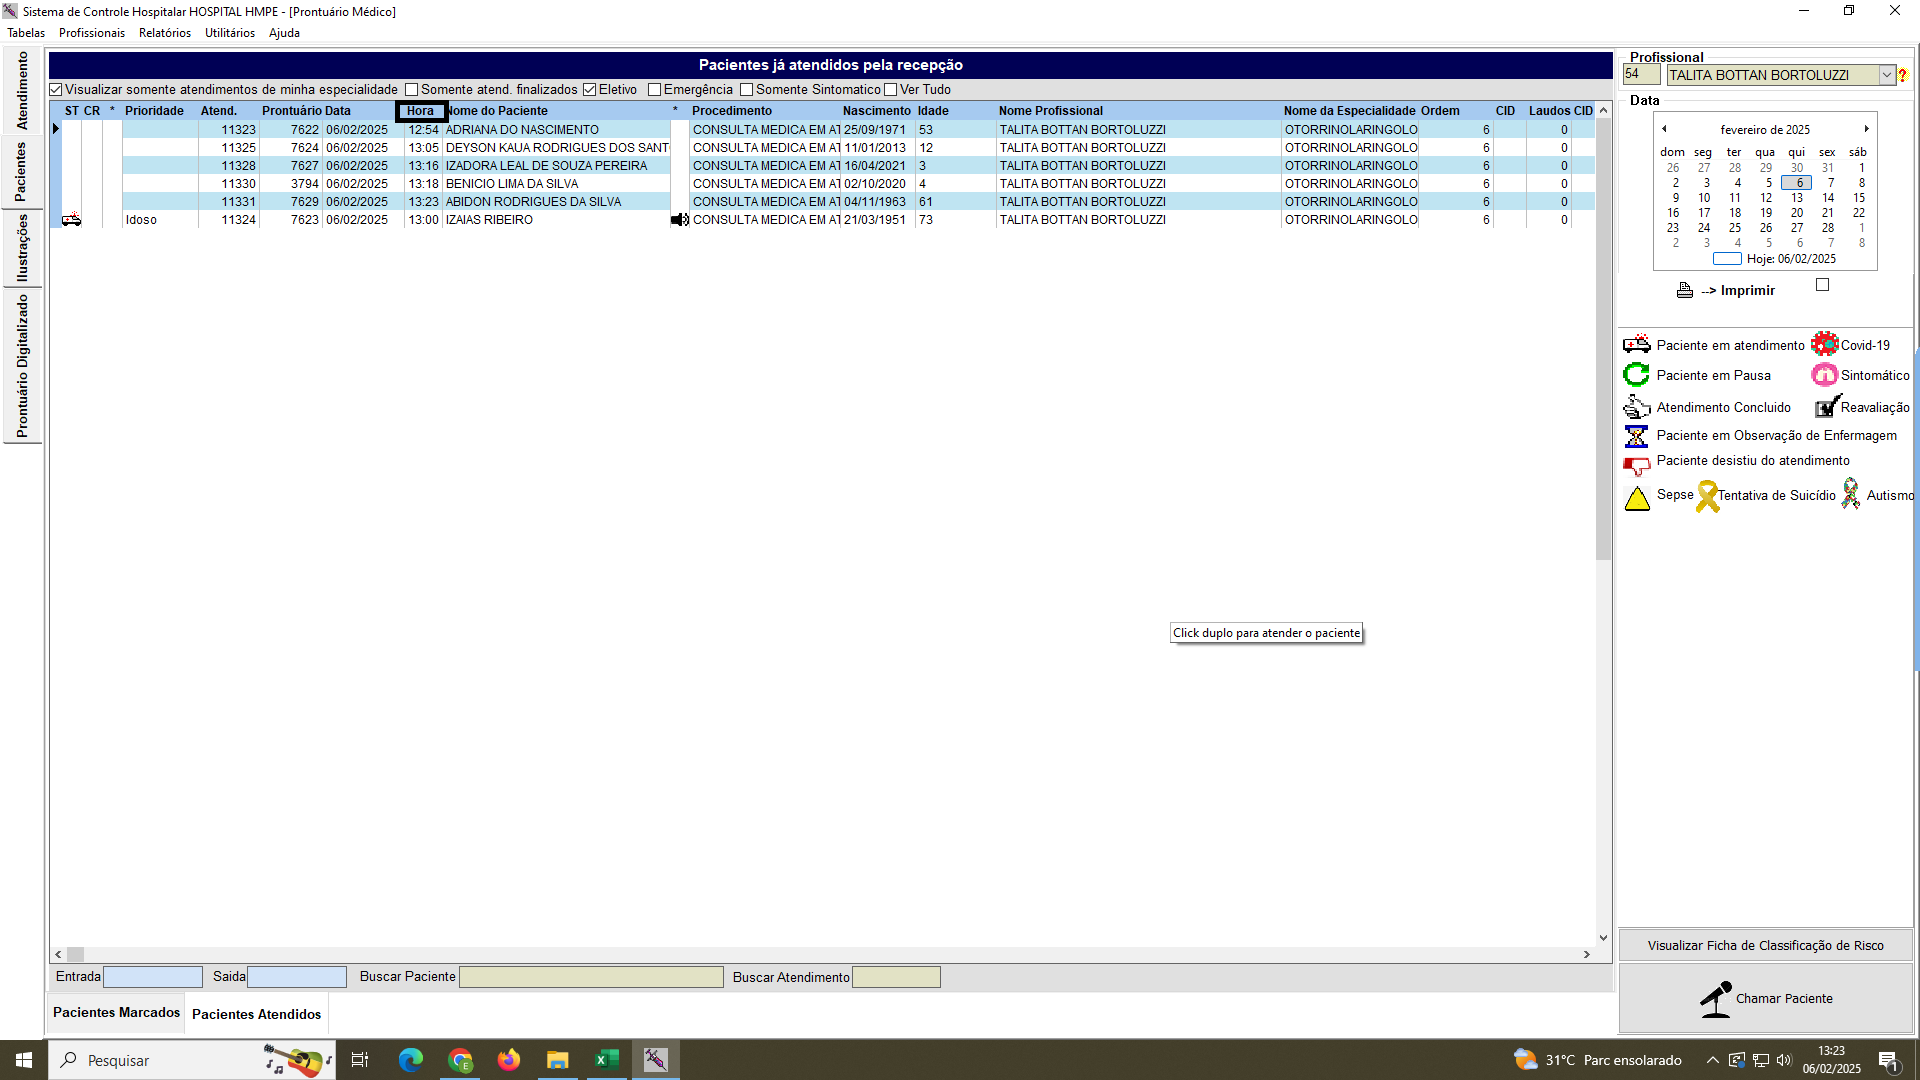 Sistema de Controle Hospitalar HOSPITAL HMPE - [Prontuário Médico]
Tabelas Profissionais Relatórios Utilitários Ajuda
Atendimento
Pacientes
Ilustrações
Prontuário Digitalizado
Pacientes já atendidos pela recepção
Visualizar somente atendimentos de minha especialidade Somente atend. finalizados Eletivo Emergência Somente Sintomatico Ver Tudo
ST CR * Prioridade Atend. Prontuário Data Hora Nome do Paciente * Procedimento Nascimento Idade Nome Profissional Nome da Especialidade Ordem CID Laudos CID
11323 7622 06/02/2025 12:54 ADRIANA DO NASCIMENTO CONSULTA MEDICA EM AT 25/09/1971 53 TALITA BOTTAN BORTOLUZZI OTORRINOLARINGOLO 6 0
11325 7624 06/02/2025 13:05 DEYSON KAUA RODRIGUES DOS SANT CONSULTA MEDICA EM AT 11/01/2013 12 TALITA BOTTAN BORTOLUZZI OTORRINOLARINGOLO 6 0
11328 7627 06/02/2025 13:16 IZADORA LEAL DE SOUZA PEREIRA CONSULTA MEDICA EM AT 16/04/2021 3 TALITA BOTTAN BORTOLUZZI OTORRINOLARINGOLO 6 0
11330 3794 06/02/2025 13:18 BENICIO LIMA DA SILVA CONSULTA MEDICA EM AT 02/10/2020 4 TALITA BOTTAN BORTOLUZZI OTORRINOLARINGOLO 6 0
11331 7629 06/02/2025 13:23 ABIDON RODRIGUES DA SILVA CONSULTA MEDICA EM AT 04/11/1963 61 TALITA BOTTAN BORTOLUZZI OTORRINOLARINGOLO 6 0
Idoso 11324 7623 06/02/2025 13:00 IZAIAS RIBEIRO CONSULTA MEDICA EM AT 21/03/1951 73 TALITA BOTTAN BORTOLUZZI OTORRINOLARINGOLO 6 0
Click duplo para atender o paciente
Entrada Saida Buscar Paciente Buscar Atendimento
Pacientes Marcados Pacientes Atendidos
Profissional
54 TALITA BOTTAN BORTOLUZZI ?
Data
fevereiro de 2025
dom seg ter qua qui sex sáb
26 27 28 29 30 31 1
2 3 4 5 6 7 8
9 10 11 12 13 14 15
16 17 18 19 20 21 22
23 24 25 26 27 28 1
2 3 4 5 6 7 8
Hoje: 06/02/2025
--> Imprimir
Paciente em atendimento Covid-19
Paciente em Pausa Sintomático
Atendimento Concluido Reavaliação
Paciente em Observação de Enfermagem
Paciente desistiu do atendimento
Sepse Tentativa de Suicídio Autismo
Visualizar Ficha de Classificação de Risco
Chamar Paciente
Pesquisar
31°C Parc ensolarado
13:23
06/02/2025
1